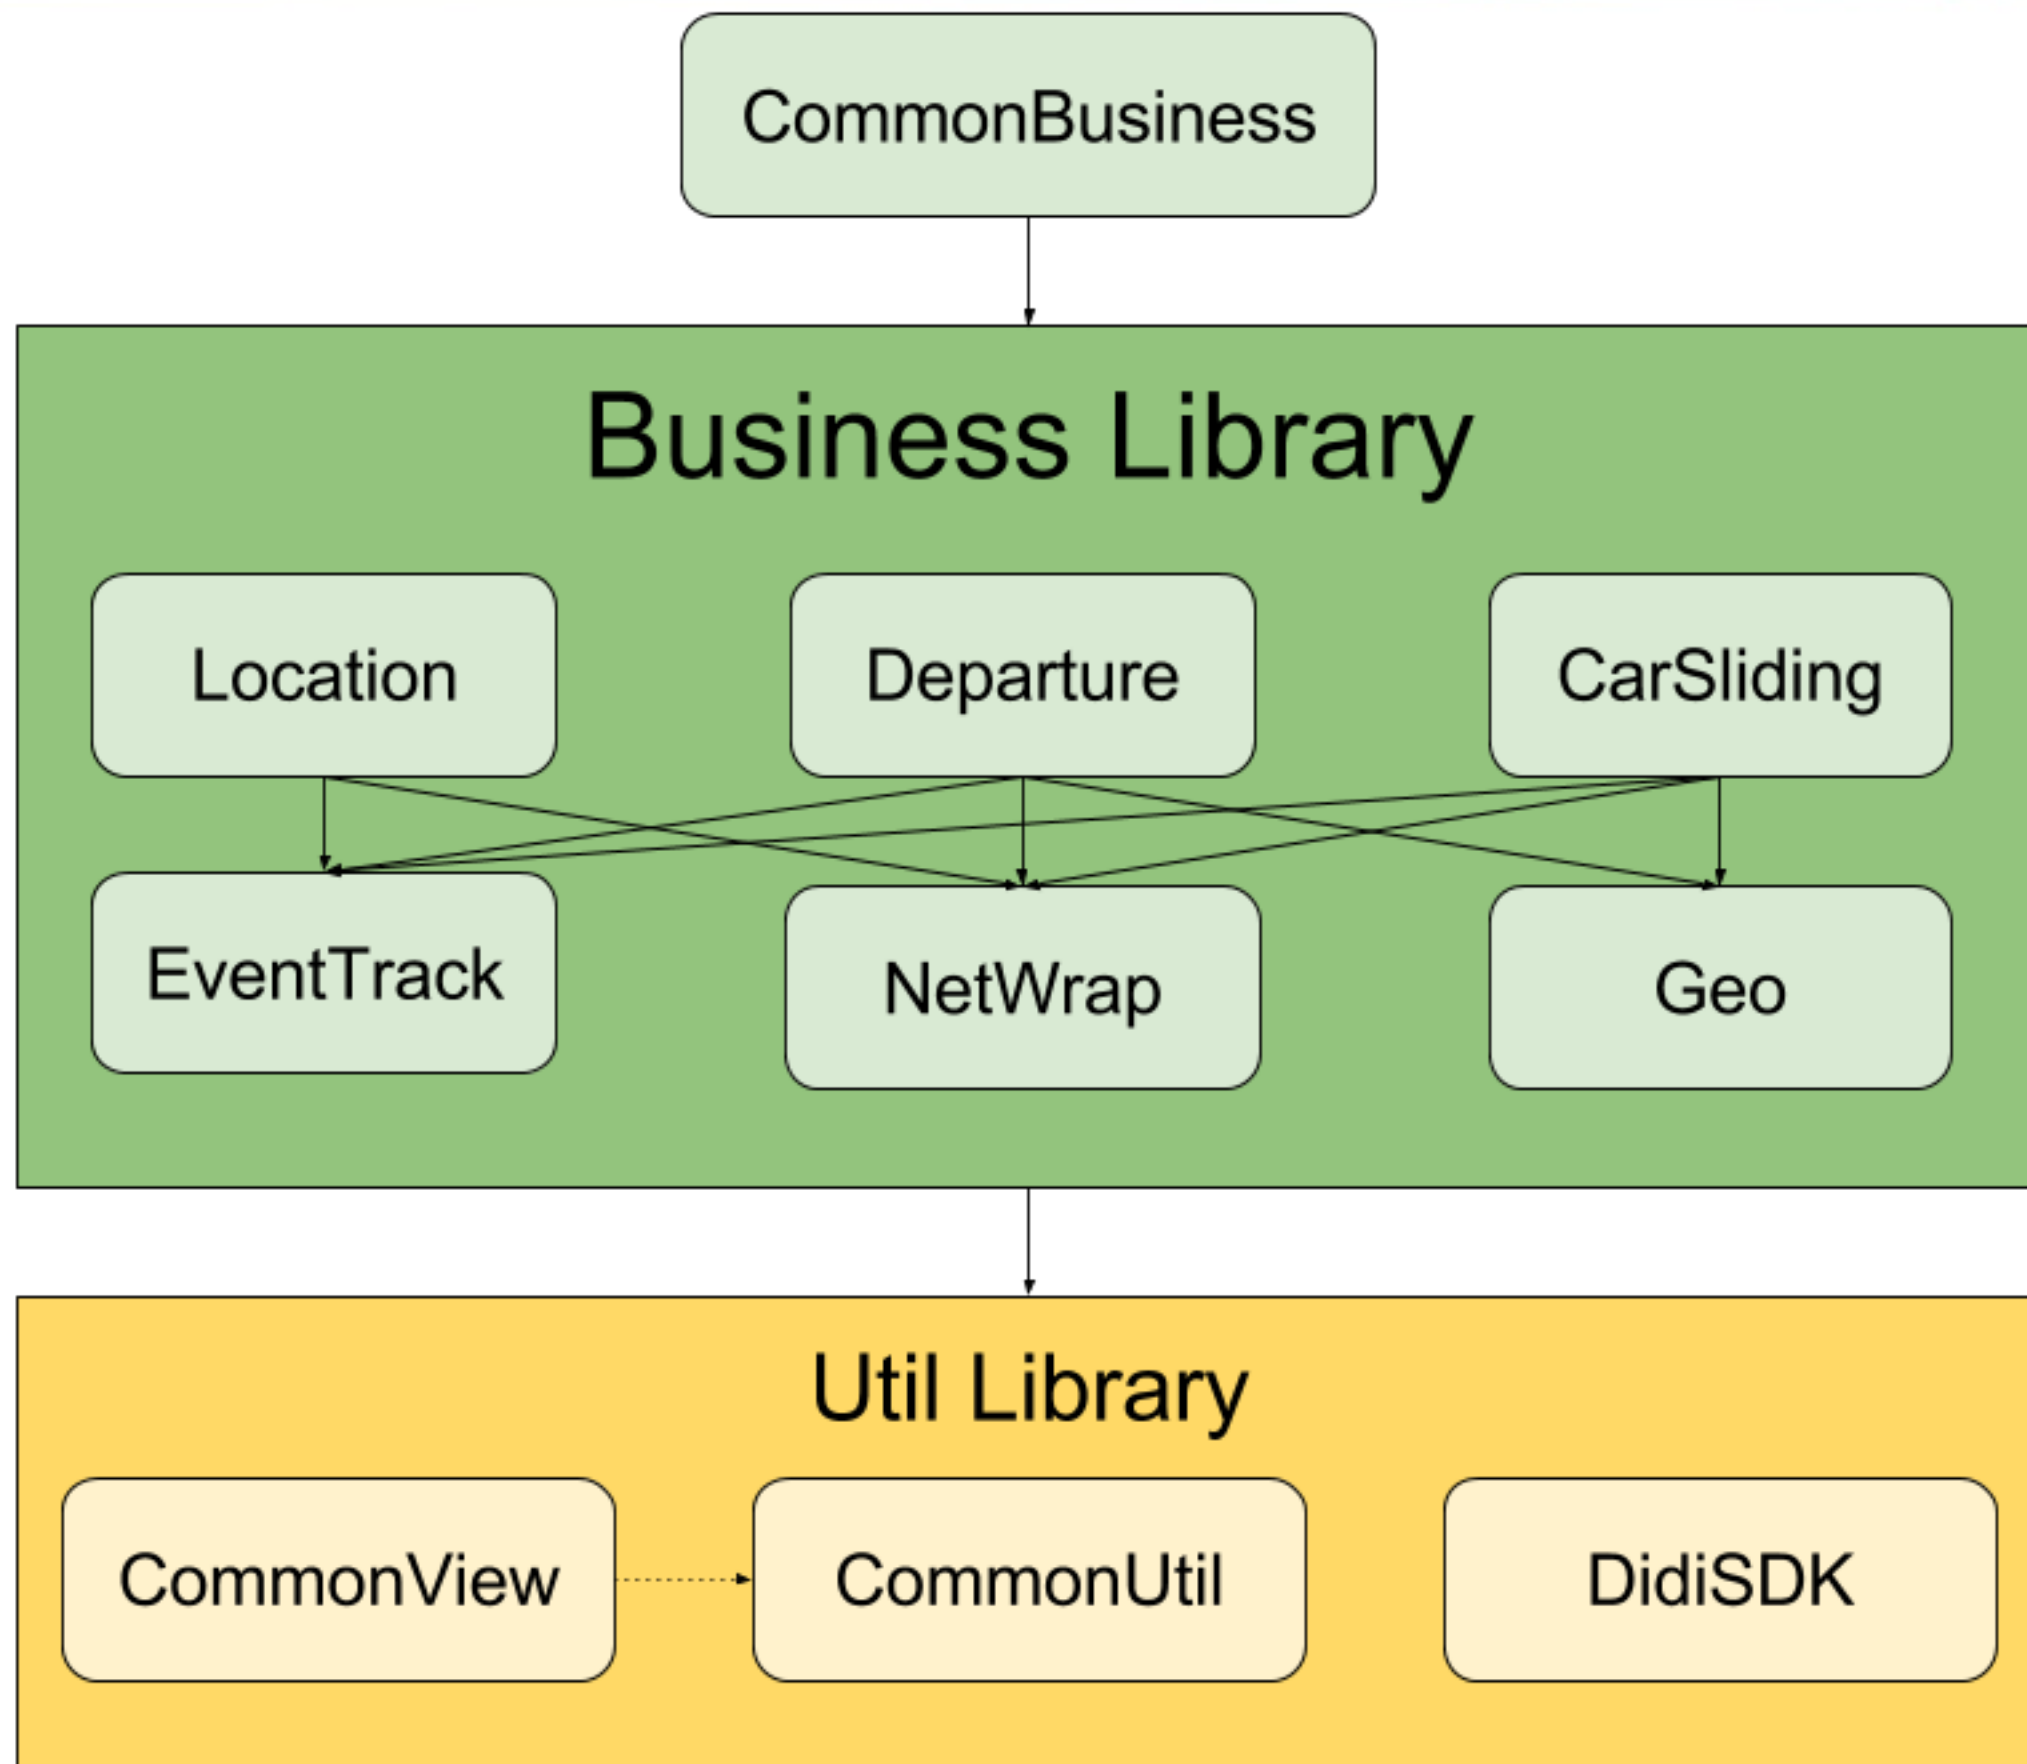 CommonBusiness
Business Library
Location
Departure
CarSliding
EventTrack
NetWrap
Geo
Util Library
CommonView
CommonUtil
DidiSDK